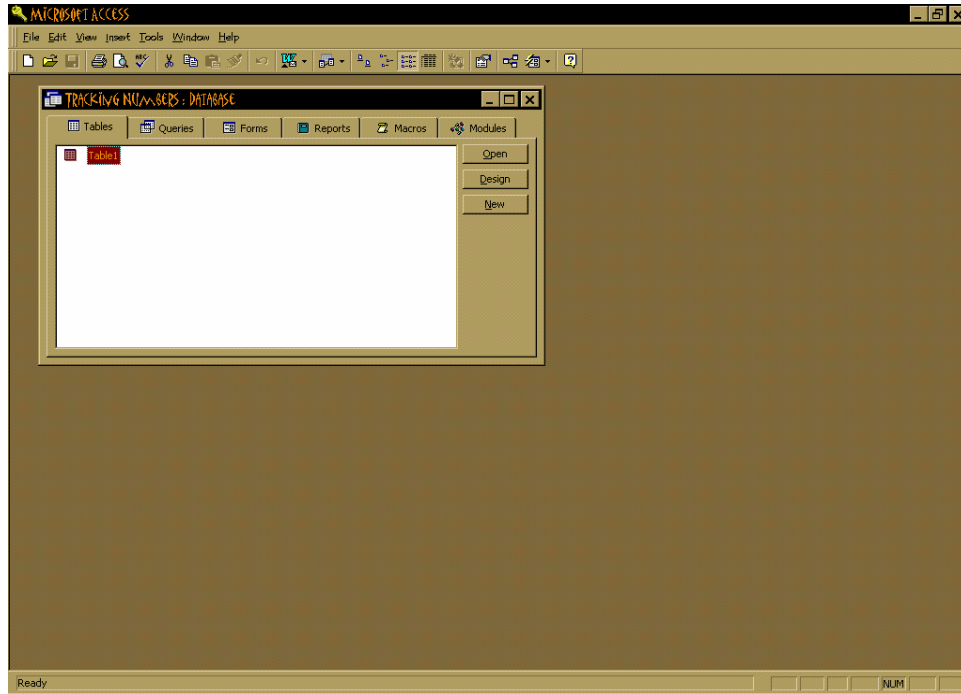 MICROSOFT ACCESS
File Edit View Insert Tools Window Help
TRACKING NUMBERS : DATABASE
Tables Queries Forms Reports Macros Modules
Table1
Open
Design
New
Ready NUM